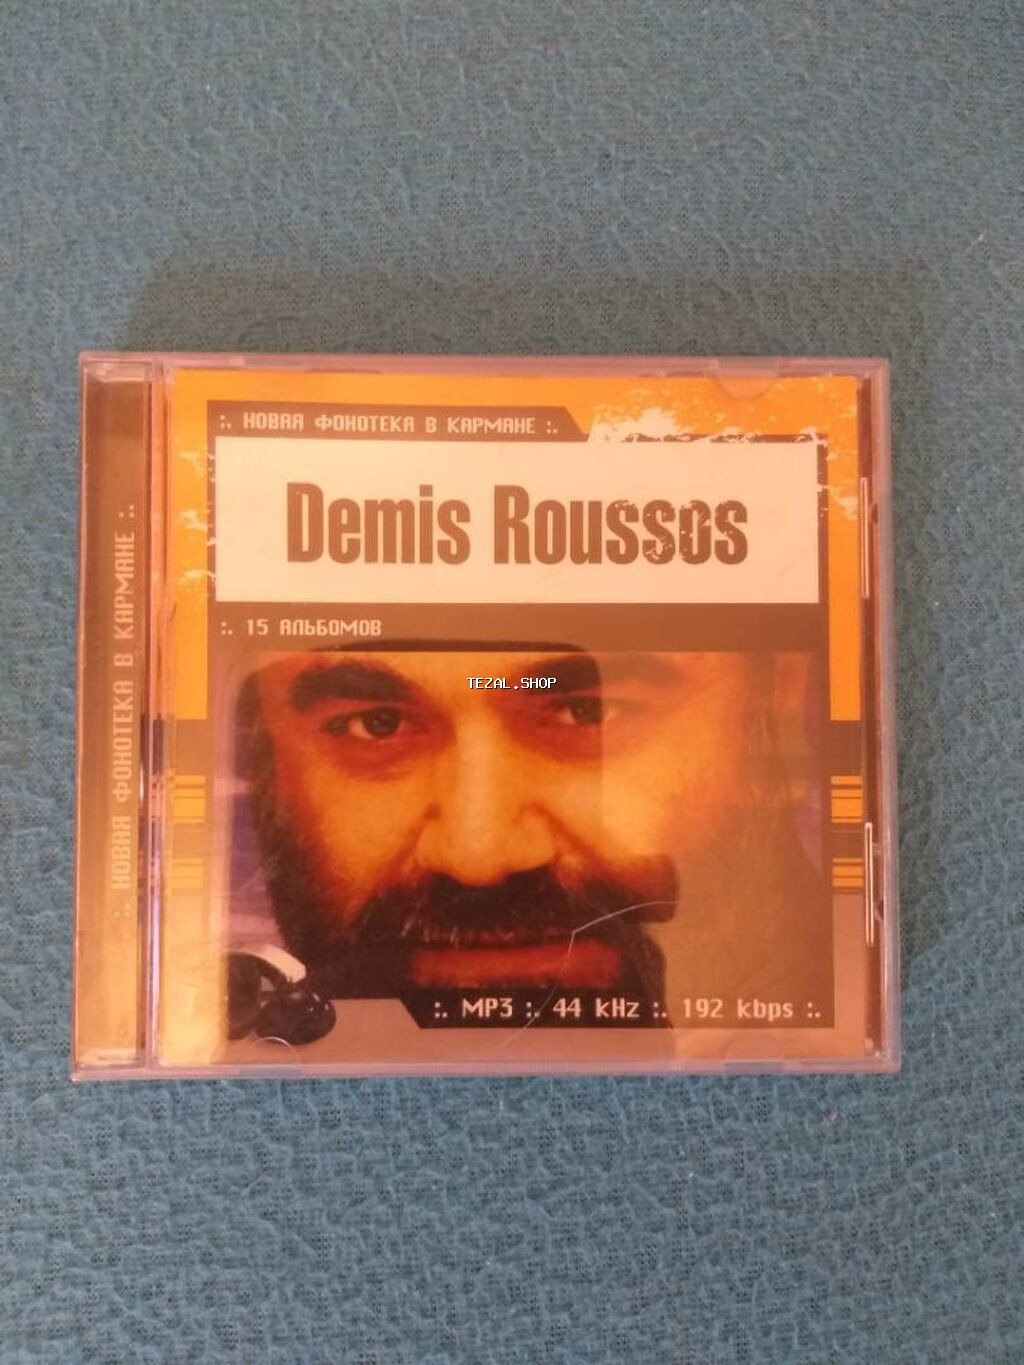 :. НОВАЯ ФОНОТЕКА В КАРМАНЕ :.
Demis Roussos
:. 15 АЛЬБОМОВ
TEZAL.SHOP
:. MP3 :. 44 kHz :. 192 kbps :.
:. НОВАЯ ФОНОТЕКА В КАРМАНЕ :.